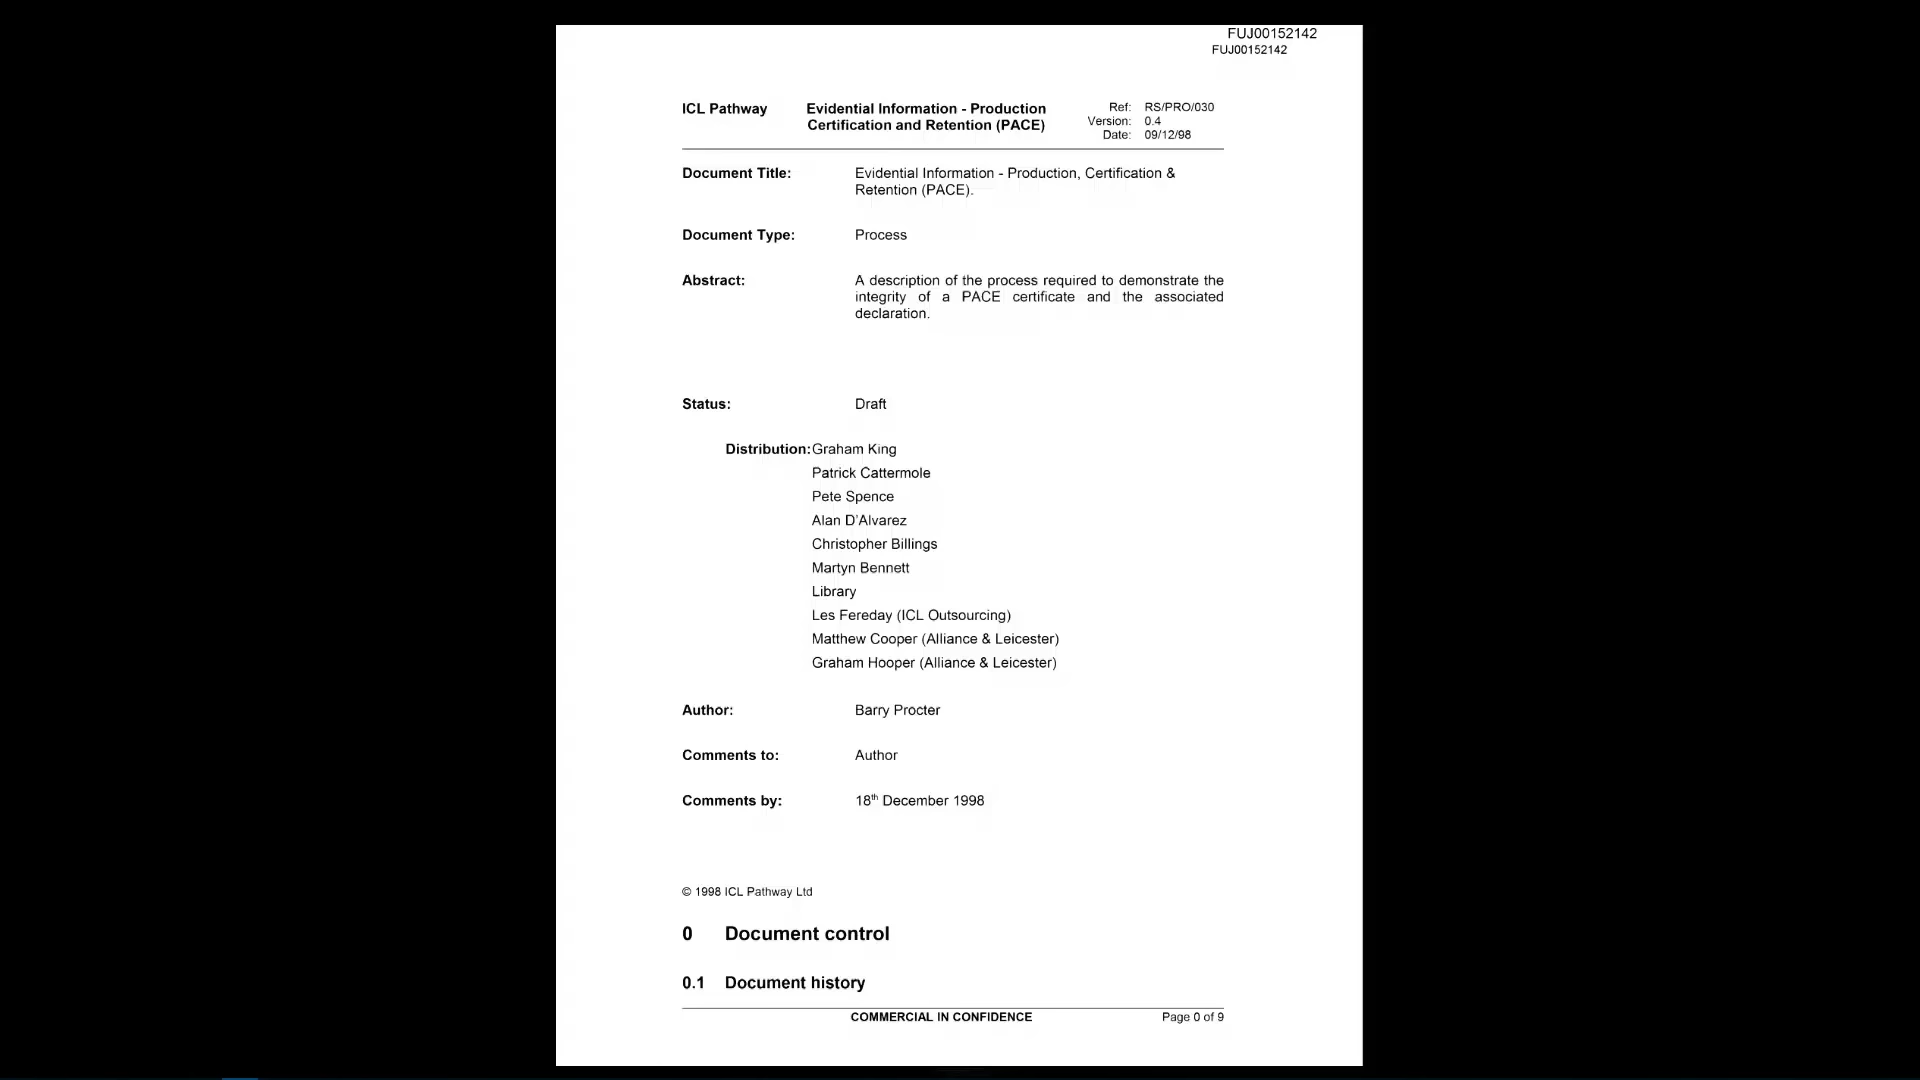 FUJ00152142
FUJ00152142
ICL Pathway Evidential Information - Production Certification and Retention (PACE) Ref: RS/PRO/030
Version: 0.4
Date: 09/12/98
Document Title: Evidential Information - Production, Certification &
Retention (PACE).
Document Type: Process
Abstract: A description of the process required to demonstrate the
integrity of a PACE certificate and the associated
declaration.
Status: Draft
Distribution: Graham King
Patrick Cattermole
Pete Spence
Alan D'Alvarez
Christopher Billings
Martyn Bennett
Library
Les Fereday (ICL Outsourcing)
Matthew Cooper (Alliance & Leicester)
Graham Hooper (Alliance & Leicester)
Author: Barry Procter
Comments to: Author
Comments by: 18th December 1998
© 1998 ICL Pathway Ltd
0 Document control
0.1 Document history
COMMERCIAL IN CONFIDENCE Page 0 of 9